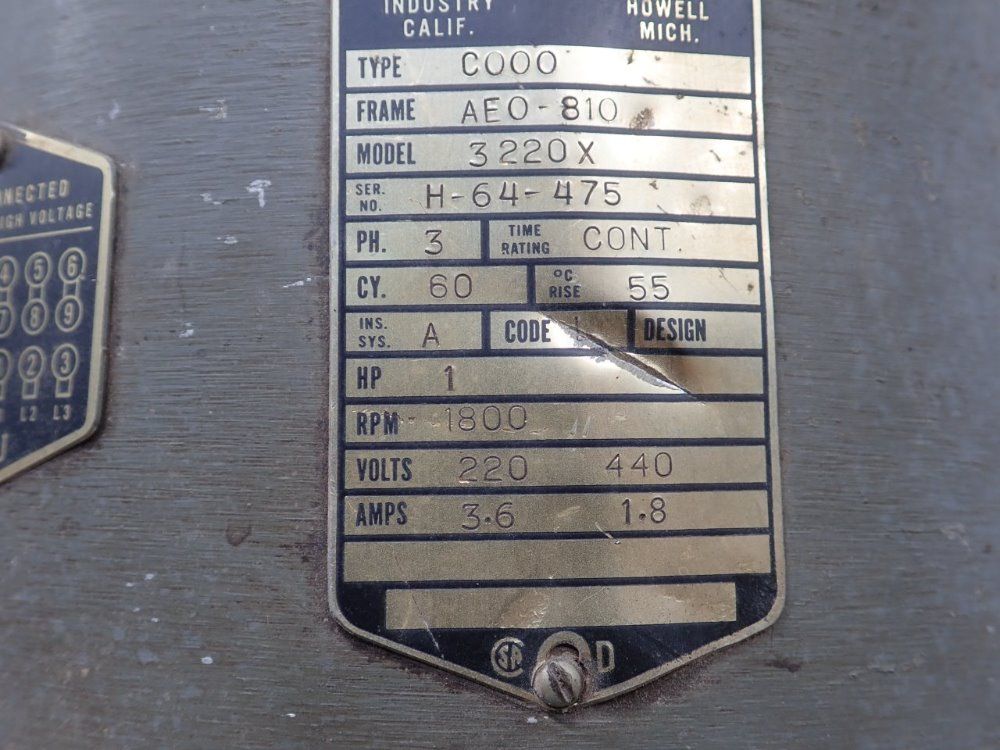 INDUSTRY HOWELL
CALIF. MICH.
TYPE COOO
FRAME AEO-810
MODEL 3220X
SER. NO. H-64-475
PH. 3 TIME RATING CONT.
CY. 60 °C RISE 55
INS. SYS. A CODE DESIGN
HP 1
RPM 1800
VOLTS 220 440
AMPS 3.6 1.8
SA D
VOLTAGE
4 5 6
7 8 9
2 3
L2 L3